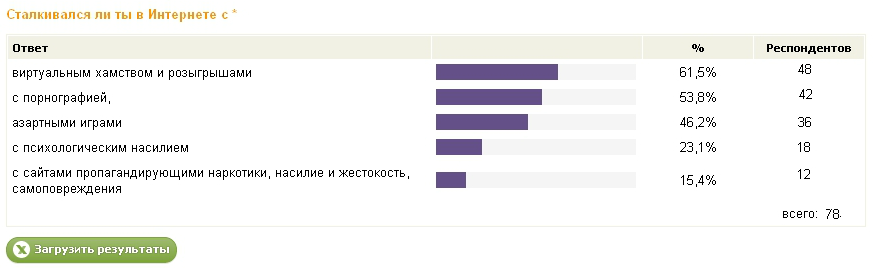 Сталкивался ли ты в Интернете с *
Ответ % Респондентов
виртуальным хамством и розыгрышами 61,5% 48
с порнографией, 53,8% 42
азартными играми 46,2% 36
с психологическим насилием 23,1% 18
с сайтами пропагандирующими наркотики, насилие и жестокость,
самоповреждения 15,4% 12
всего: 78
Загрузить результаты